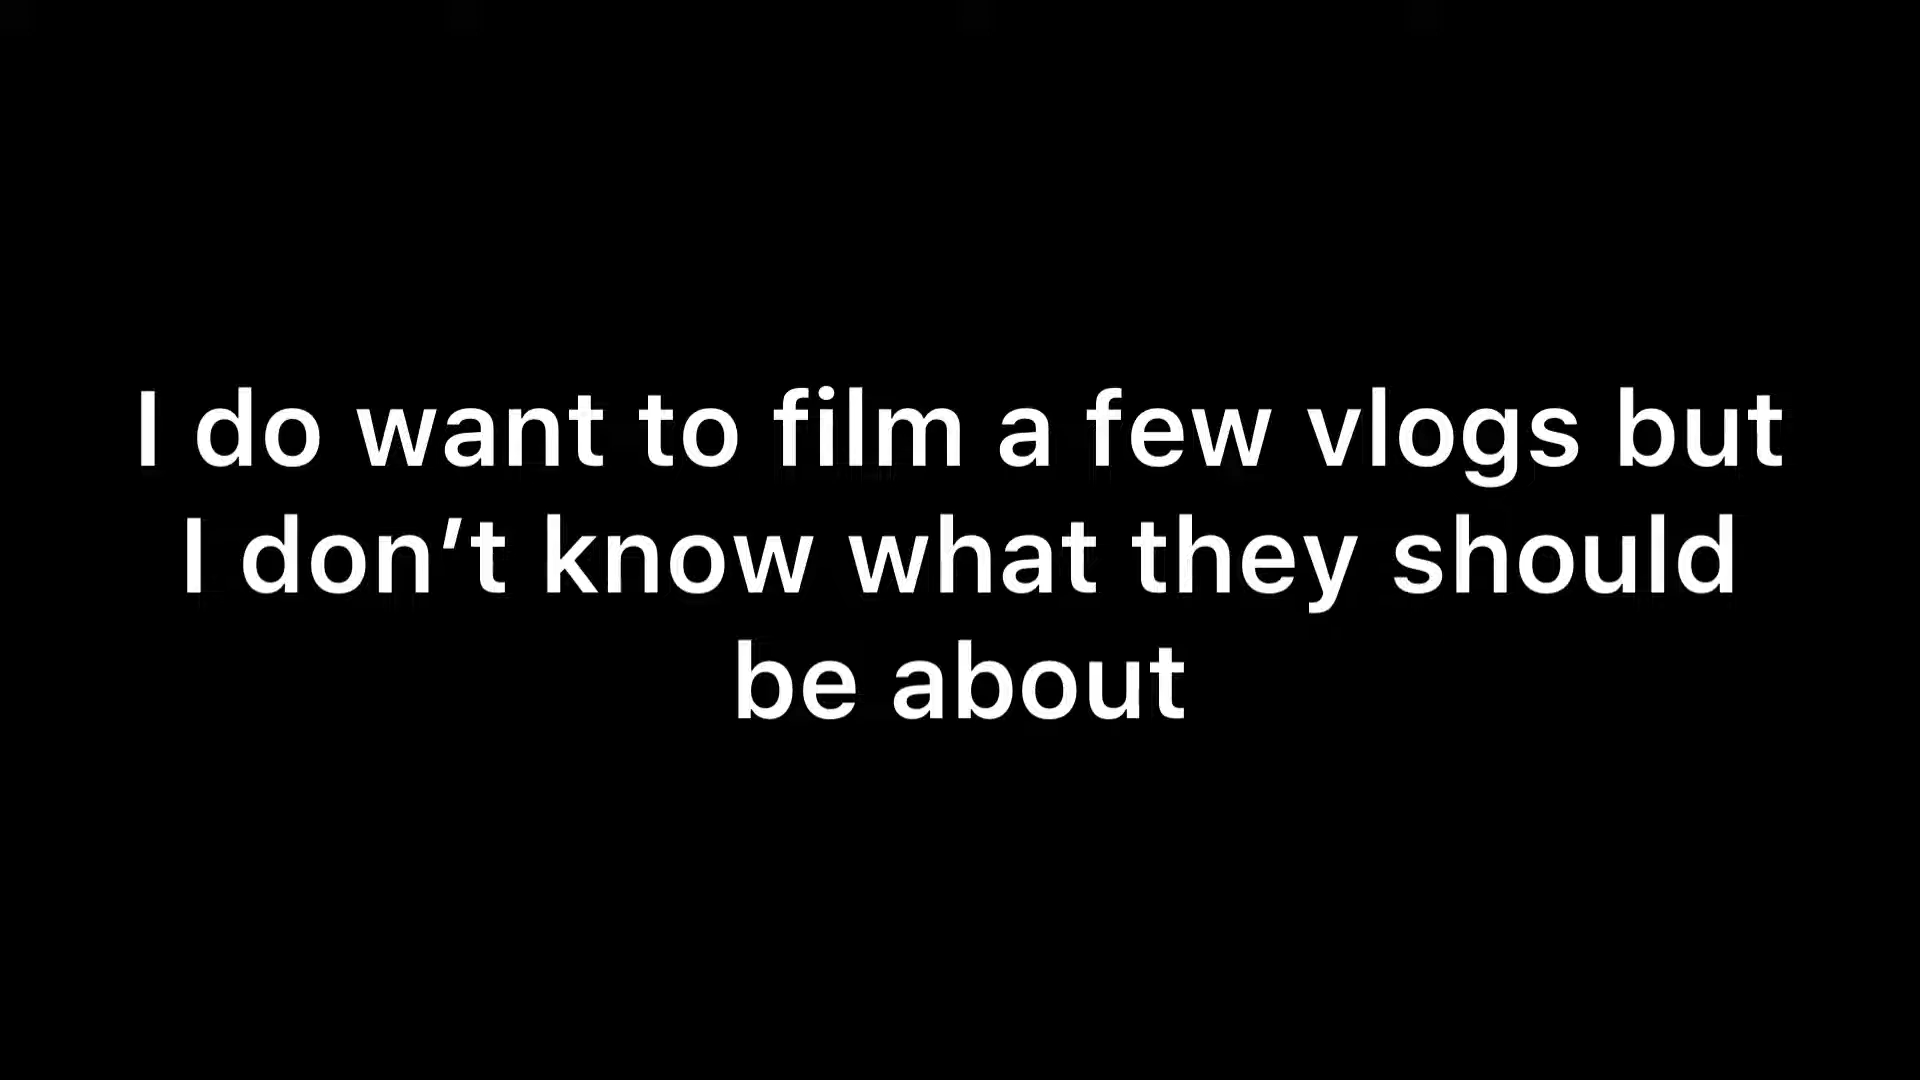 I do want to film a few vlogs but
I don’t know what they should
be about